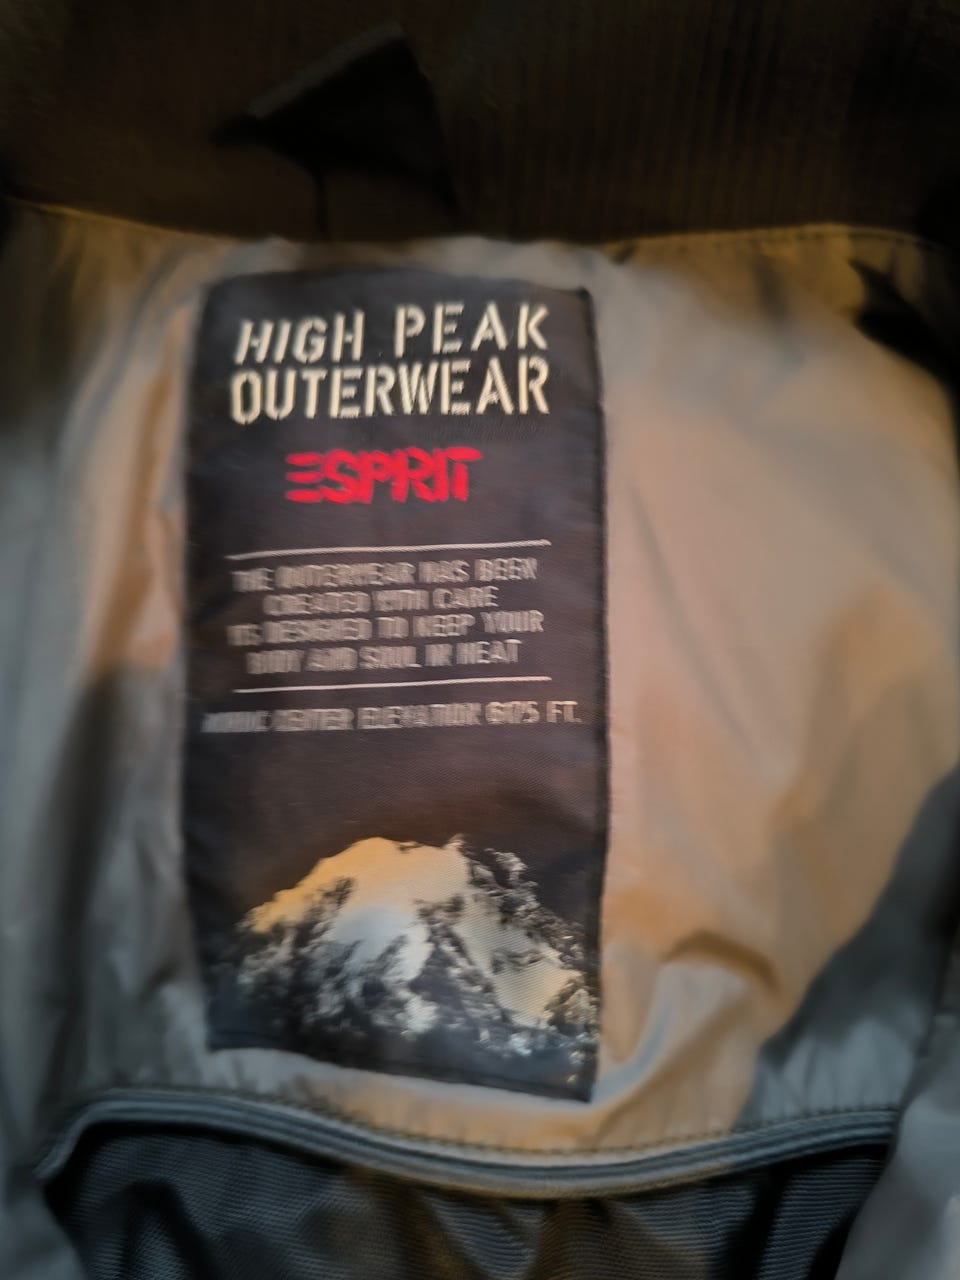 HIGH PEAK
OUTERWEAR
ESPRIT
THE OUTERWEAR HAS BEEN
CREATED WITH CARE
DESIGNED TO KEEP YOUR
BODY AND SOUL IN HEAT
ELEVATION FT.